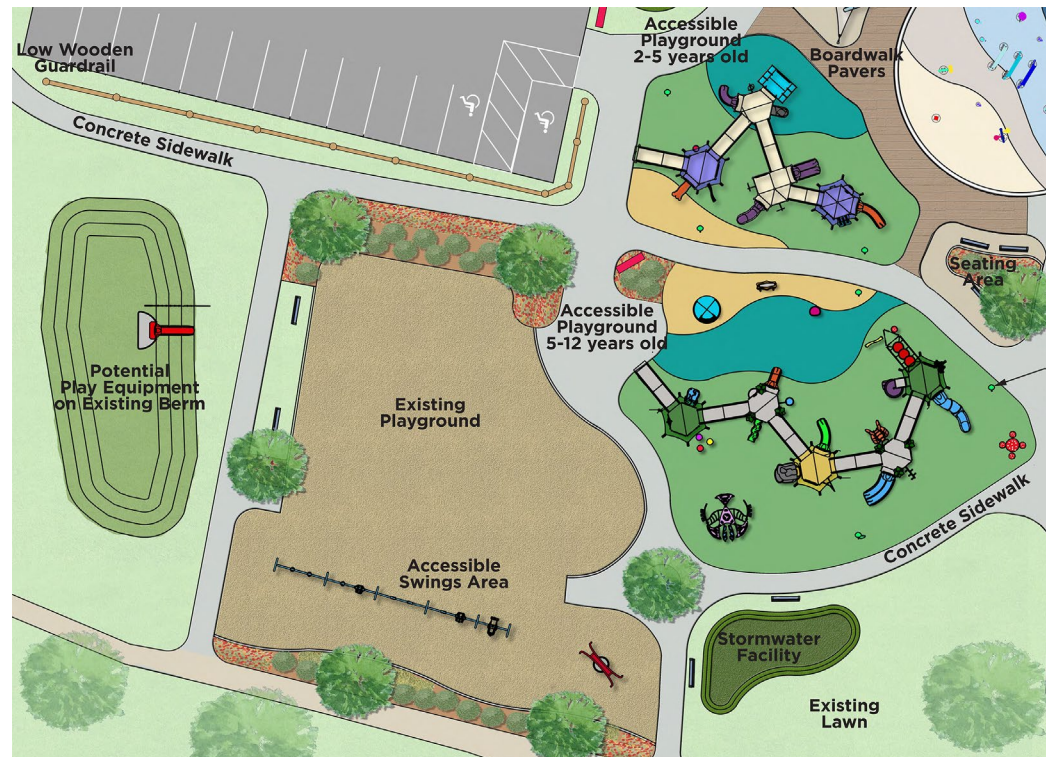 Accessible
Playground
2-5 years old
Low Wooden
Guardrail
Boardwalk
Pavers
Concrete Sidewalk
Seating
Area
Accessible
Playground
5-12 years old
Potential
Play Equipment
on Existing Berm
Existing
Playground
Concrete Sidewalk
Accessible
Swings Area
Stormwater
Facility
Existing
Lawn